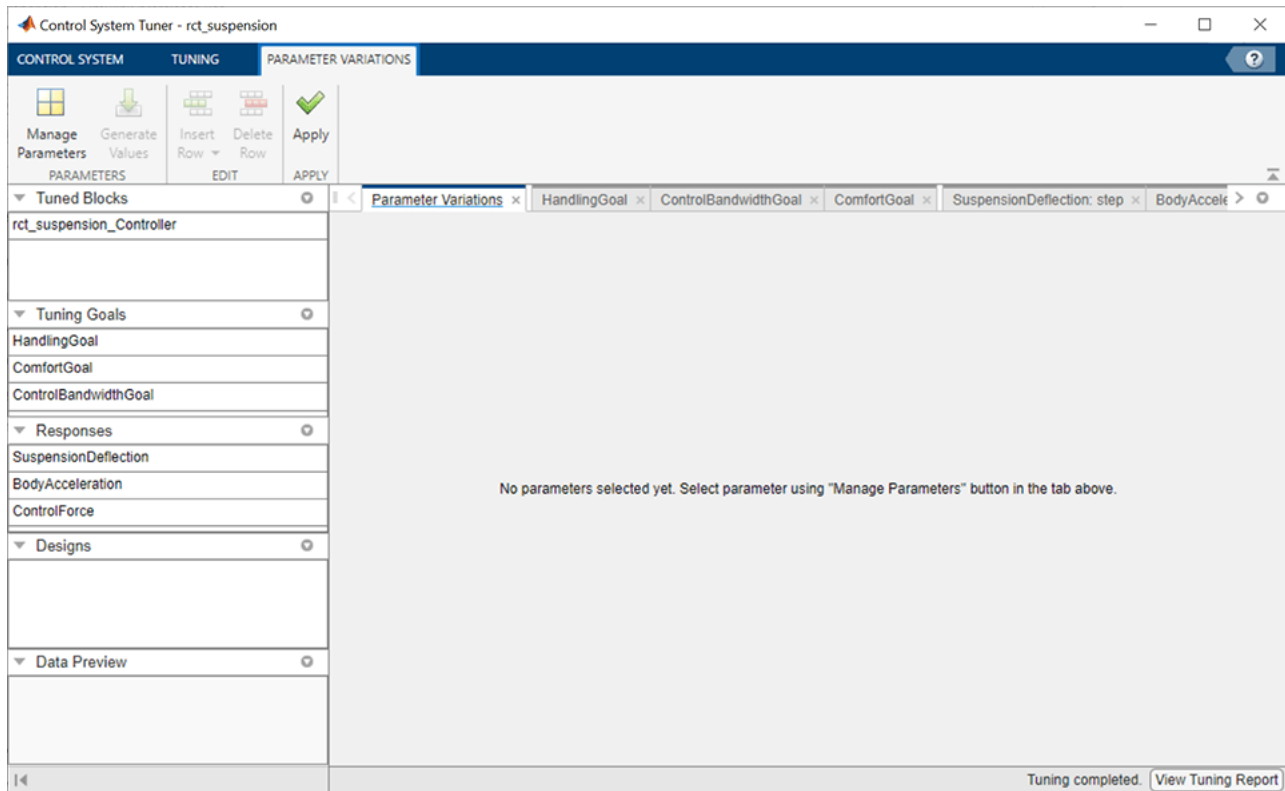 Control System Tuner - rct_suspension
CONTROL SYSTEM TUNING PARAMETER VARIATIONS ?
Manage Parameters
Generate Values
Insert Row
Delete Row
Apply
PARAMETERS EDIT APPLY
Tuned Blocks
rct_suspension_Controller
Tuning Goals
HandlingGoal
ComfortGoal
ControlBandwidthGoal
Responses
SuspensionDeflection
BodyAcceleration
ControlForce
Designs
Data Preview
Parameter Variations HandlingGoal ControlBandwidthGoal ComfortGoal SuspensionDeflection: step BodyAccele
No parameters selected yet. Select parameter using "Manage Parameters" button in the tab above.
Tuning completed. View Tuning Report